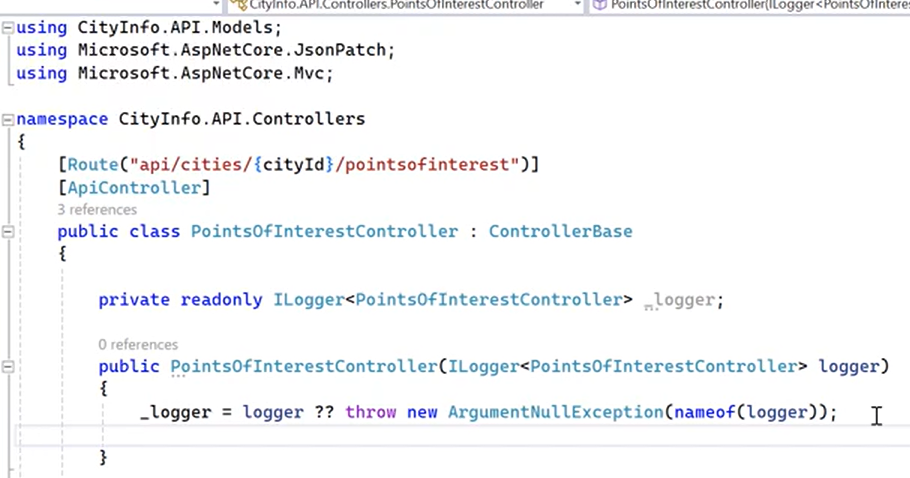 CityInfo.API.Controllers.PointsOfInterestController PointsOfInterestController(ILogger<PointsOfInteres
using CityInfo.API.Models;
using Microsoft.AspNetCore.JsonPatch;
using Microsoft.AspNetCore.Mvc;
namespace CityInfo.API.Controllers
{
[Route("api/cities/{cityId}/pointsofinterest")]
[ApiController]
3 references
public class PointsOfInterestController : ControllerBase
{
private readonly ILogger<PointsOfInterestController> _logger;
0 references
public PointsOfInterestController(ILogger<PointsOfInterestController> logger)
{
_logger = logger ?? throw new ArgumentNullException(nameof(logger));
}